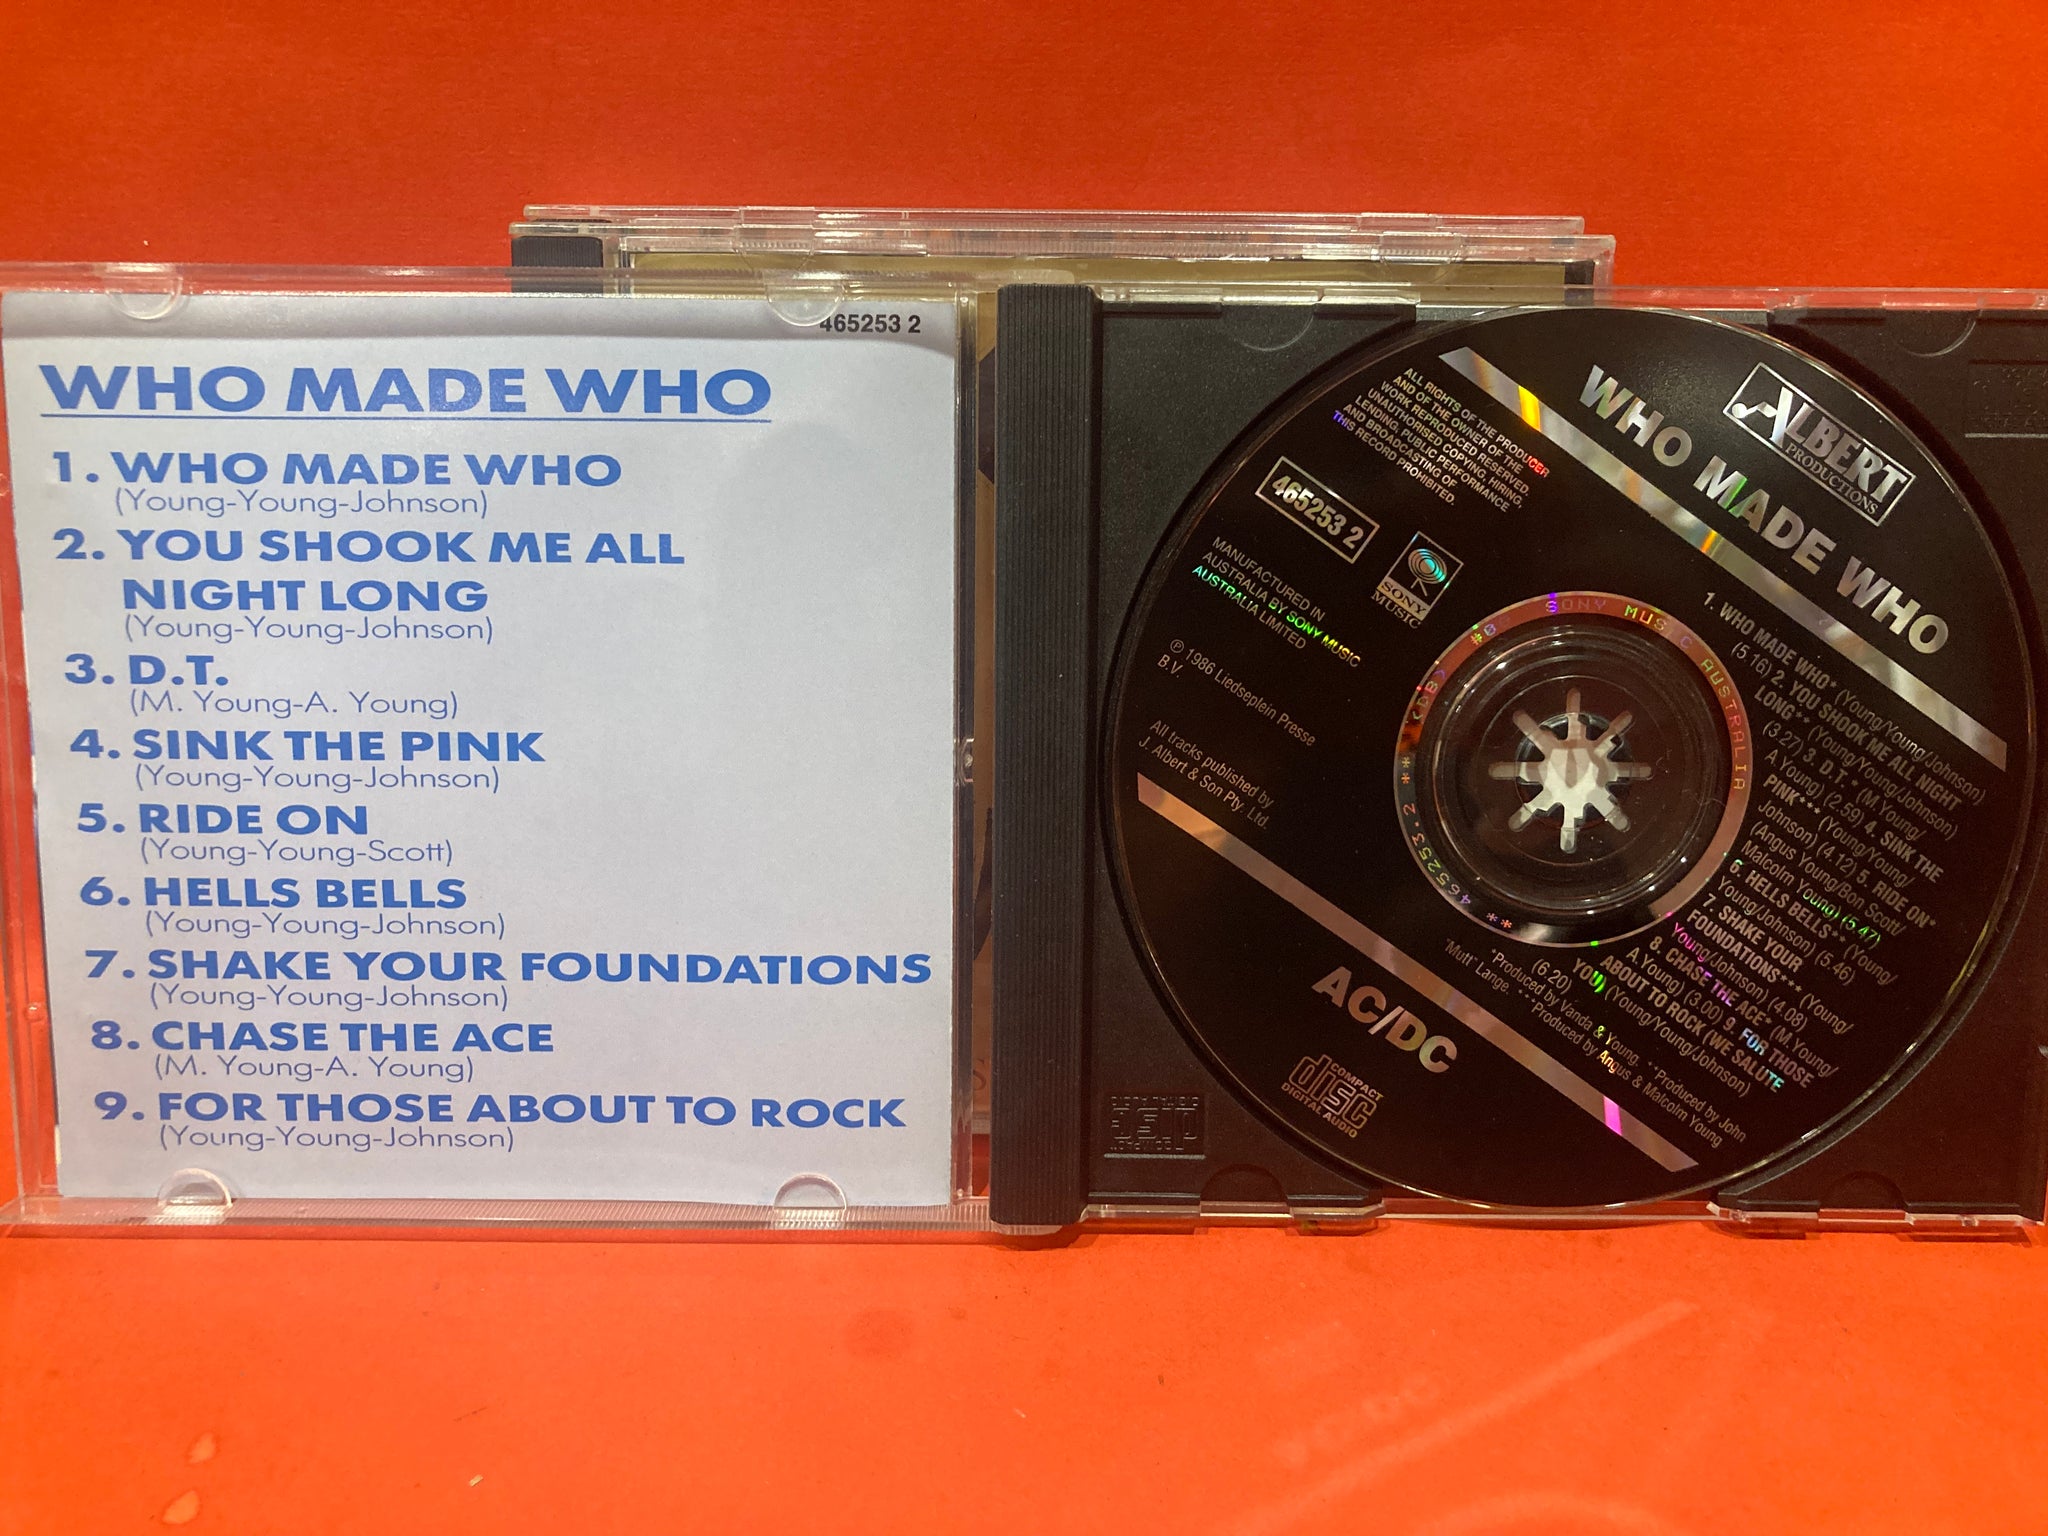 465253 2
WHO MADE WHO
1. WHO MADE WHO
(Young-Young-Johnson)
2. YOU SHOOK ME ALL
NIGHT LONG
(Young-Young-Johnson)
3. D.T.
(M. Young-A. Young)
4. SINK THE PINK
(Young-Young-Johnson)
5. RIDE ON
(Young-Young-Scott)
6. HELLS BELLS
(Young-Young-Johnson)
7. SHAKE YOUR FOUNDATIONS
(Young-Young-Johnson)
8. CHASE THE ACE
(M. Young-A. Young)
9. FOR THOSE ABOUT TO ROCK
(Young-Young-Johnson)
ALBERT
PRODUCTIONS
WHO MADE WHO
ALL RIGHTS OF THE PRODUCER
AND OF THE OWNER OF THE
WORK REPRODUCED RESERVED.
UNAUTHORISED COPYING, HIRING,
LENDING, PUBLIC PERFORMANCE
AND BROADCASTING OF
THIS RECORD PROHIBITED.
465253 2
SONY
MUSIC
MANUFACTURED IN
AUSTRALIA BY SONY MUSIC
AUSTRALIA LIMITED
℗ 1986 Liedseplein Presse
B.V.
All tracks published by
J. Albert & Son Pty. Ltd.
1. WHO MADE WHO* (Young/Young/Johnson)
(5.16) 2. YOU SHOOK ME ALL NIGHT
LONG** (Young/Young/Johnson)
(3.27) 3. D.T. * (M.Young/
A Young) (2.59) 4. SINK THE
PINK*** (Young/Young/
Johnson) (4.12) 5. RIDE ON*
(Angus Young/Bon Scott/
Malcolm Young) (5.47)
6. HELLS BELLS** (Young/
Young/Johnson) (5.46)
7. SHAKE YOUR
FOUNDATIONS*** (Young/
Young/Johnson) (4.08)
8. CHASE THE ACE* (M.Young/
A Young) (3.00) 9. FOR THOSE
ABOUT TO ROCK (WE SALUTE
YOU) (Young/Young/Johnson)
(6.20)
*Produced by Vanda & Young. **Produced by John
"Mutt" Lange. ***Produced by Angus & Malcolm Young
SONY MUSIC AUSTRALIA
** 465253.2 **
AC/DC
COMPACT
disc
DIGITAL AUDIO